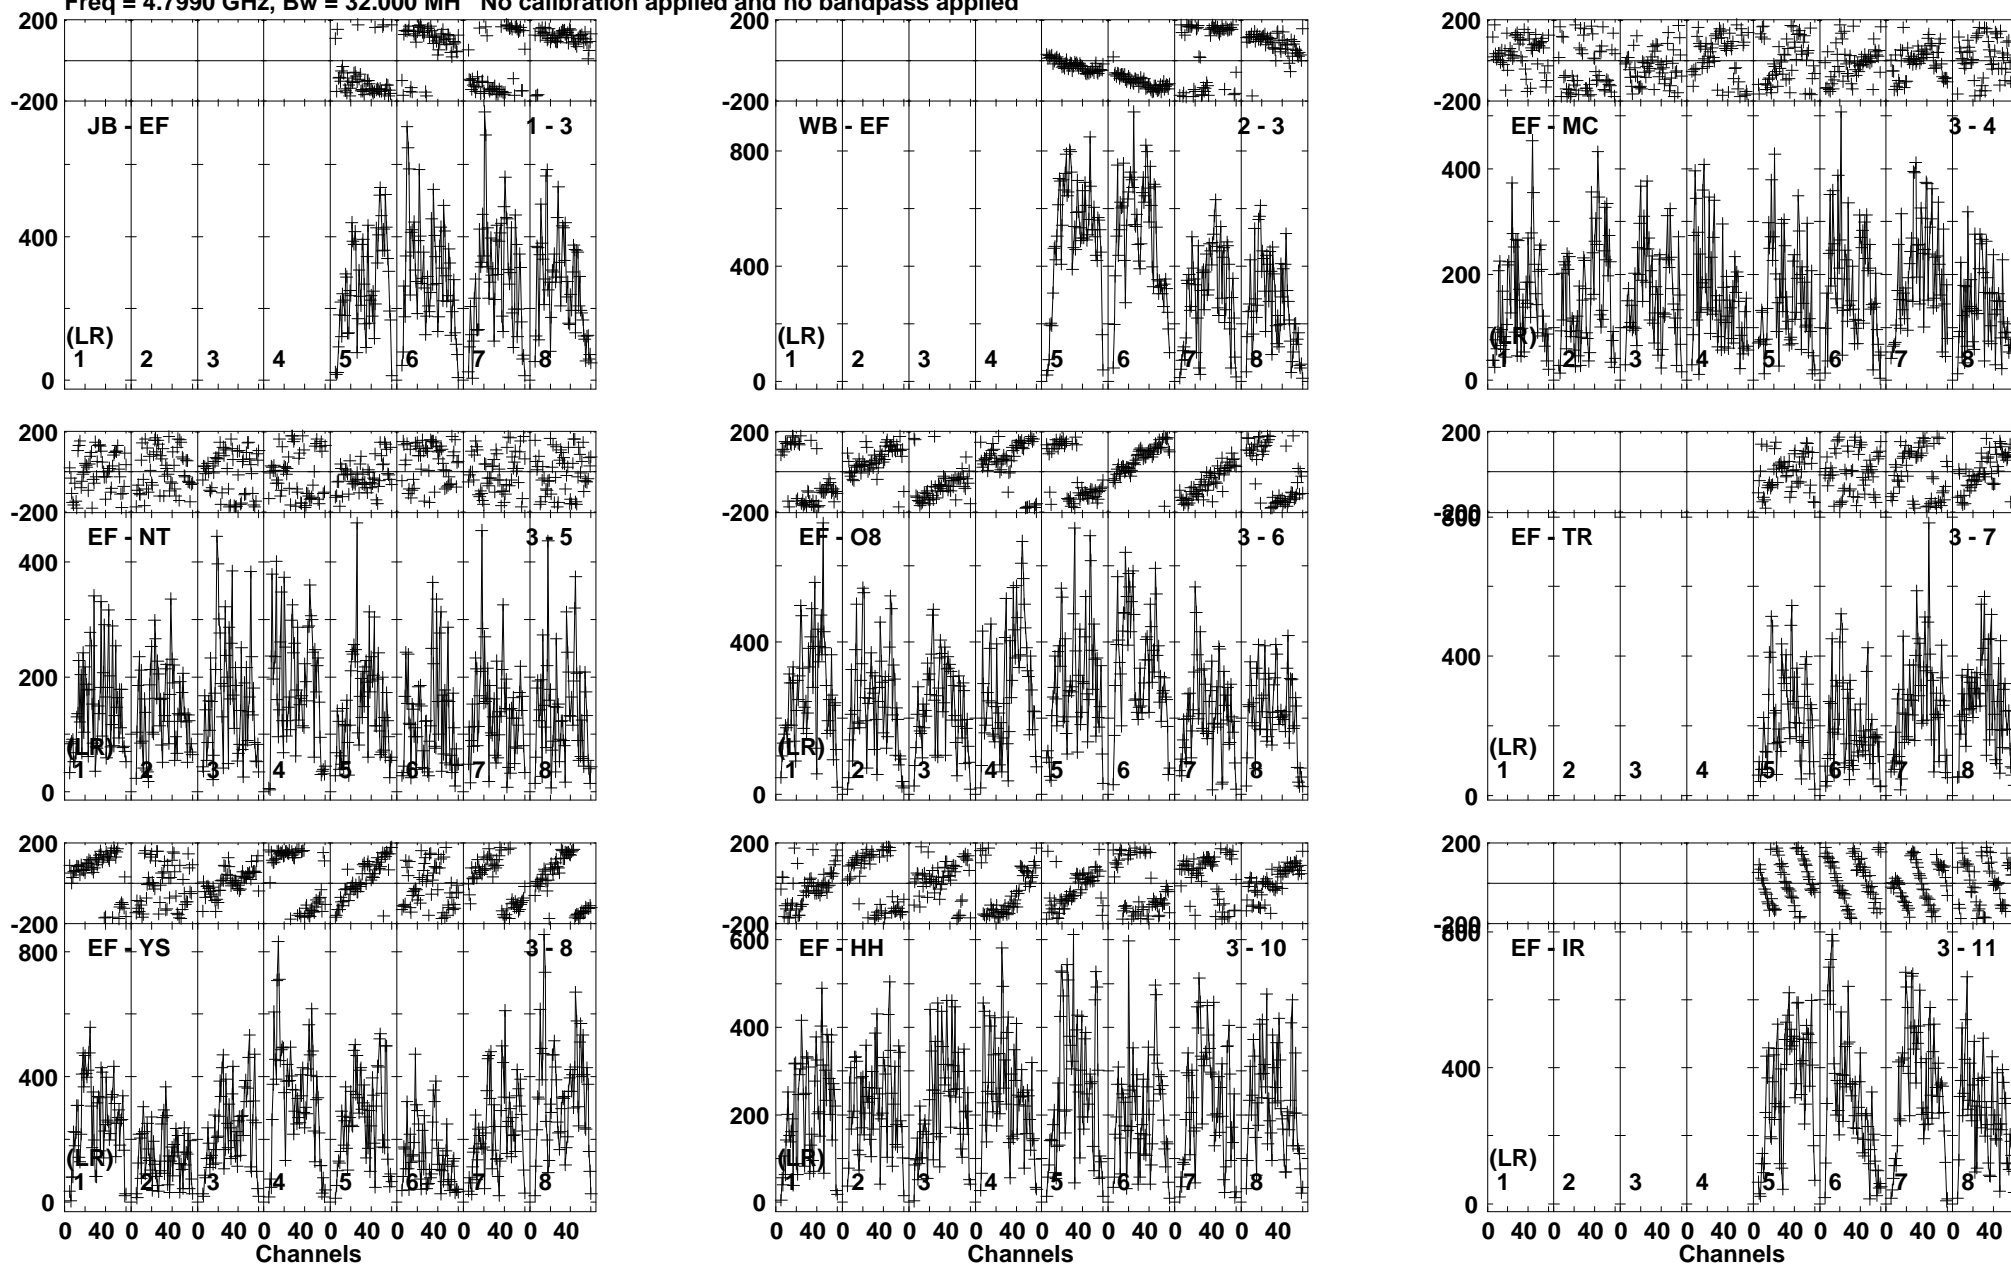 Freq = 4.7990 GHz, Bw = 32.000 MH No calibration applied and no bandpass applied
200 200 200
-200 -200 -200
JB - EF 1 - 3 WB - EF 2 - 3 EF - MC 3 - 4
800 400
400 400 200
(LR) (LR) (LR)
1 2 3 4 5 6 7 8 1 2 3 4 5 6 7 8 1 2 3 4 5 6 7 8
0 0 0
200 200 200
-200 -200 -200
800
EF - NT 3 - 5 EF - O8 3 - 6 EF - TR 3 - 7
400
400 400
200
(LR) (LR) (LR)
1 2 3 4 5 6 7 8 1 2 3 4 5 6 7 8 1 2 3 4 5 6 7 8
0 0 0
200 200 200
-200 -200 -200
800 600 800
EF - YS 3 - 8 EF - HH 3 - 10 EF - IR 3 - 11
400 400 400
200
(LR) (LR) (LR)
1 2 3 4 5 6 7 8 1 2 3 4 5 6 7 8 1 2 3 4 5 6 7 8
0 0 0
0 40 0 40 0 40 0 40 0 40 0 40 0 40 0 40 0 40 0 40 0 40 0 40 0 40 0 40 0 40 0 40 0 40 0 40 0 40 0 40 0 40 0 40 0 40 0 40
Channels Channels Channels